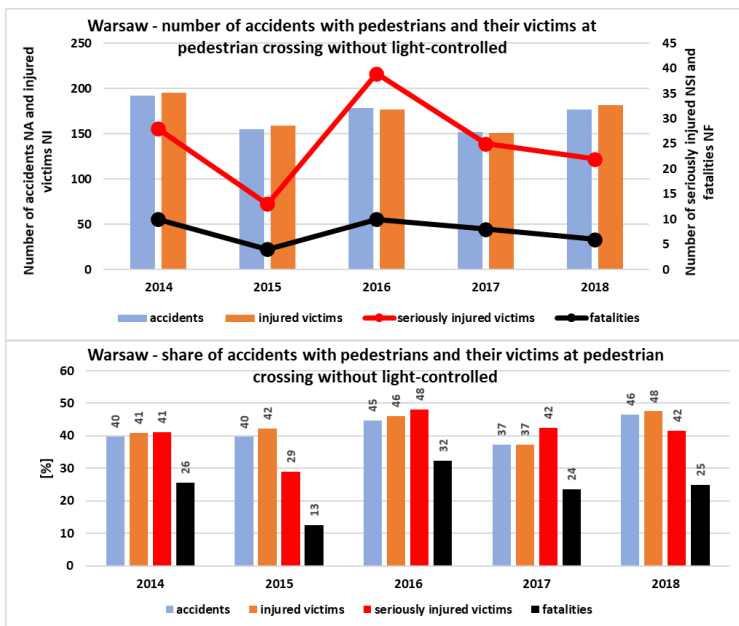 Warsaw - number of accidents with pedestrians and their victims at
pedestrian crossing without light-controlled
Number of accidents NA and injured
victims NI
250
200
150
100
50
0
45
40
35
30
25
20
15
10
5
0
Number of seriously injured NSI and
fatalities NF
2014 2015 2016 2017 2018
accidents injured victims seriously injured victims fatalities
Warsaw - share of accidents with pedestrians and their victims at pedestrian
crossing without light-controlled
[%]
60
50
40
30
20
10
0
40 41 41 26 40 42 29 13 45 46 48 32 37 37 42 24 46 48 42 25
2014 2015 2016 2017 2018
accidents injured victims seriously injured victims fatalities